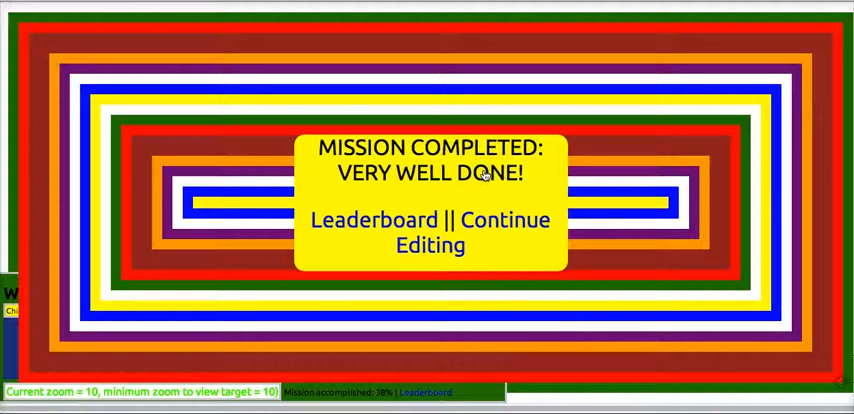 MISSION COMPLETED:
VERY WELL DONE!
Leaderboard || Continue
Editing
W
Chi
Current zoom = 10, minimum zoom to view target = 10)
Mission accomplished: 38% | Leaderboard